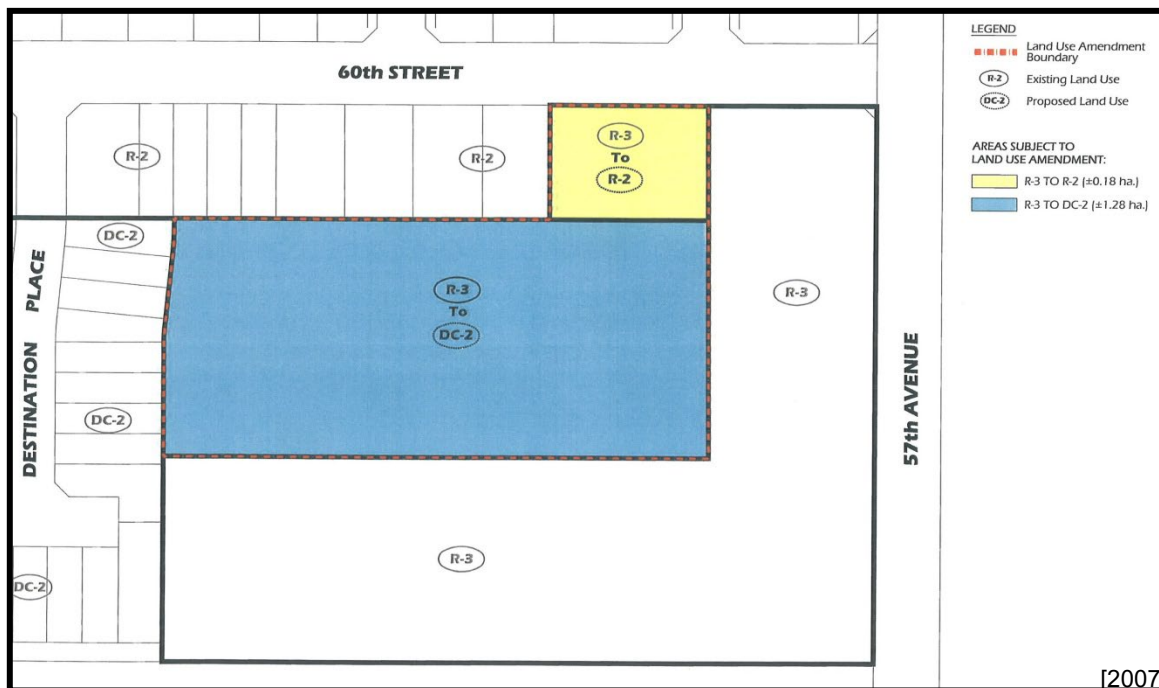 60th STREET
R-2
R-2
R-3
To
R-2
DC-2
R-3
To
DC-2
R-3
DESTINATION PLACE
DC-2
57th AVENUE
R-3
DC-2
LEGEND
Land Use Amendment
Boundary
R-2 Existing Land Use
DC-2 Proposed Land Use
AREAS SUBJECT TO
LAND USE AMENDMENT:
R-3 TO R-2 (±0.18 ha.)
R-3 TO DC-2 (±1.28 ha.)
[2007